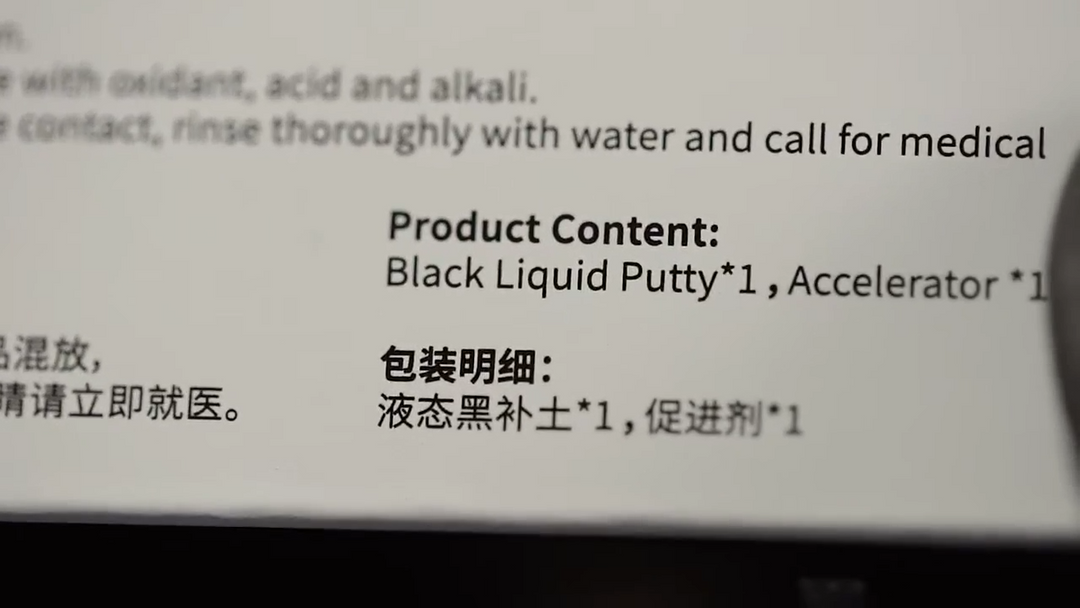 with oxidant, acid and alkali.
contact, rinse thoroughly with water and call for medical
Product Content:
Black Liquid Putty*1，Accelerator *1
混放，
请立即就医。
包装明细：
液态黑补土*1，促进剂*1